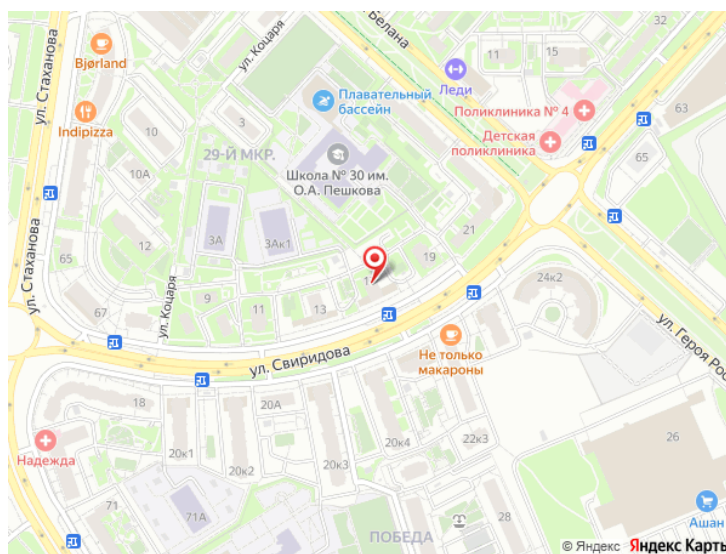 Белана
ул. Коцаря
32
15
11
Bjørland
Леди
ул. Стаханова
Плавательный
бассейн
Поликлиника № 4
63
Indipizza
3
10
Детская
поликлиника
29-Й МКР.
65
Школа № 30 им.
О.А. Пешкова
10А
21
3А
3Ак1
12
65
19
24к2
ул. Стаханова
9
11
13
67
ул. Коцаря
ул. Героя Рос
ул. Свиридова
Не только
макароны
18
20А
26
22к3
20к4
Надежда
20к1
20к2
20к3
71
71А
Ашан
28
ПОБЕДА
© Яндекс Яндекс Карты